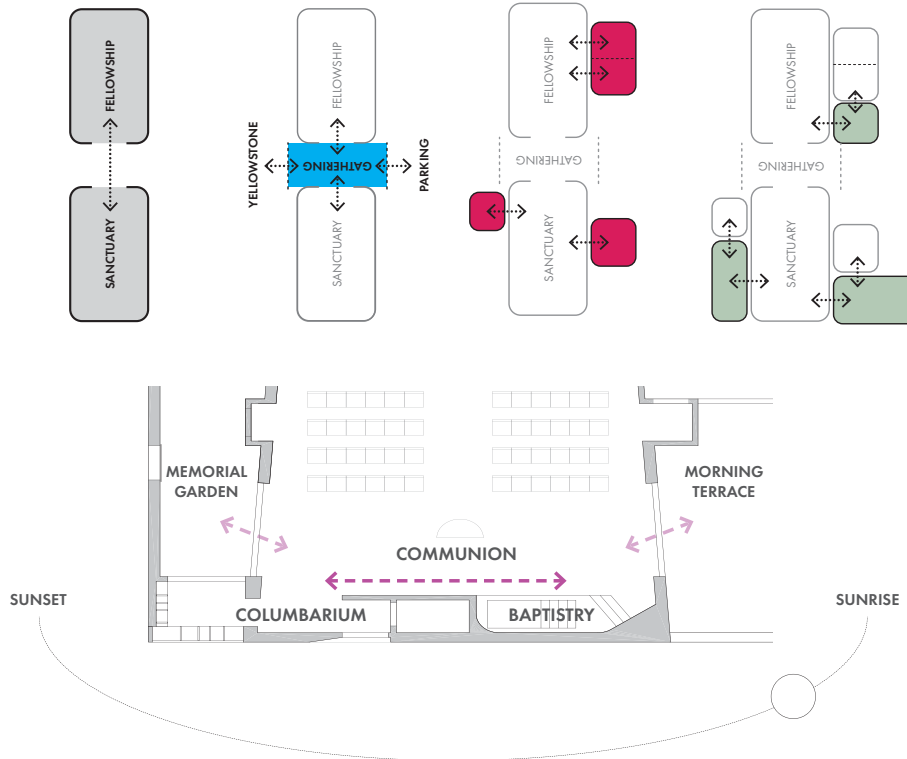 FELLOWSHIP
SANCTUARY
FELLOWSHIP
YELLOWSTONE
GATHERING
PARKING
SANCTUARY
FELLOWSHIP
GATHERING
SANCTUARY
FELLOWSHIP
GATHERING
SANCTUARY
MEMORIAL
GARDEN
MORNING
TERRACE
COMMUNION
COLUMBARIUM
BAPTISTRY
SUNSET
SUNRISE